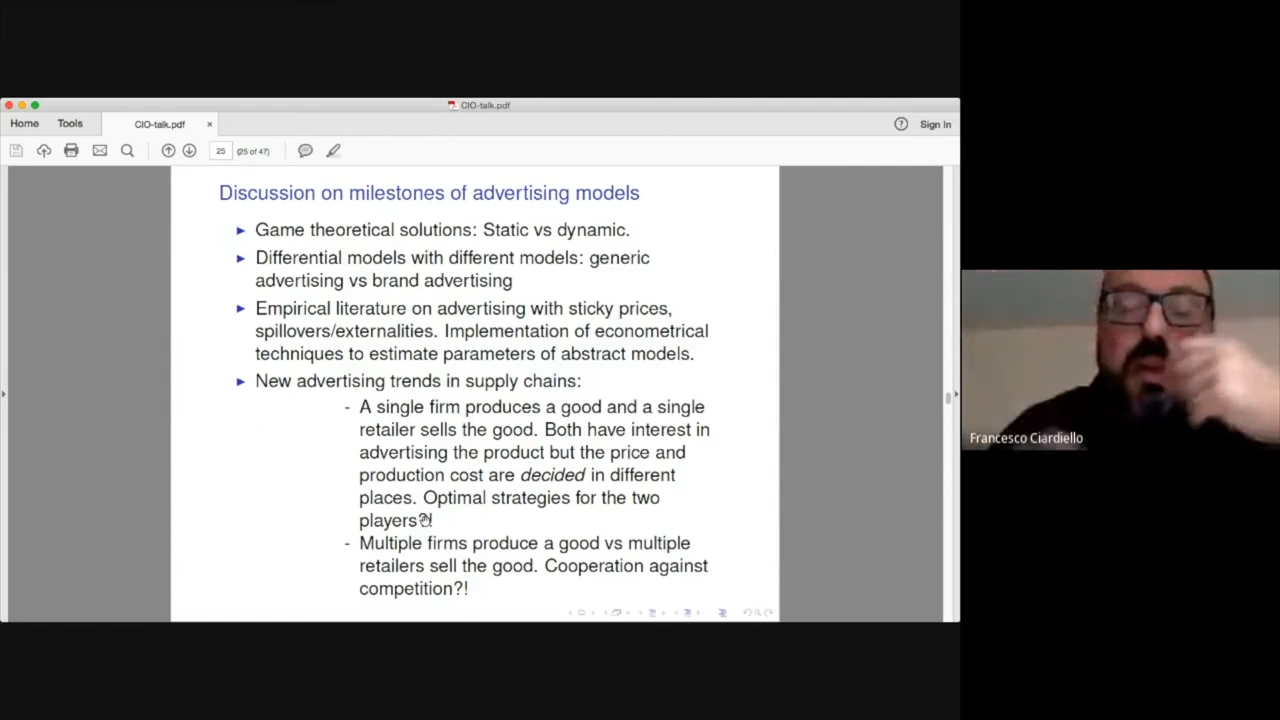 CIO-talk.pdf
Home Tools CIO-talk.pdf × Sign In
25 (25 of 47)
Discussion on milestones of advertising models
► Game theoretical solutions: Static vs dynamic.
► Differential models with different models: generic
advertising vs brand advertising
► Empirical literature on advertising with sticky prices,
spillovers/externalities. Implementation of econometrical
techniques to estimate parameters of abstract models.
► New advertising trends in supply chains:
- A single firm produces a good and a single
retailer sells the good. Both have interest in
advertising the product but the price and
production cost are decided in different
places. Optimal strategies for the two
players?!
- Multiple firms produce a good vs multiple
retailers sell the good. Cooperation against
competition?!
Francesco Ciardiello